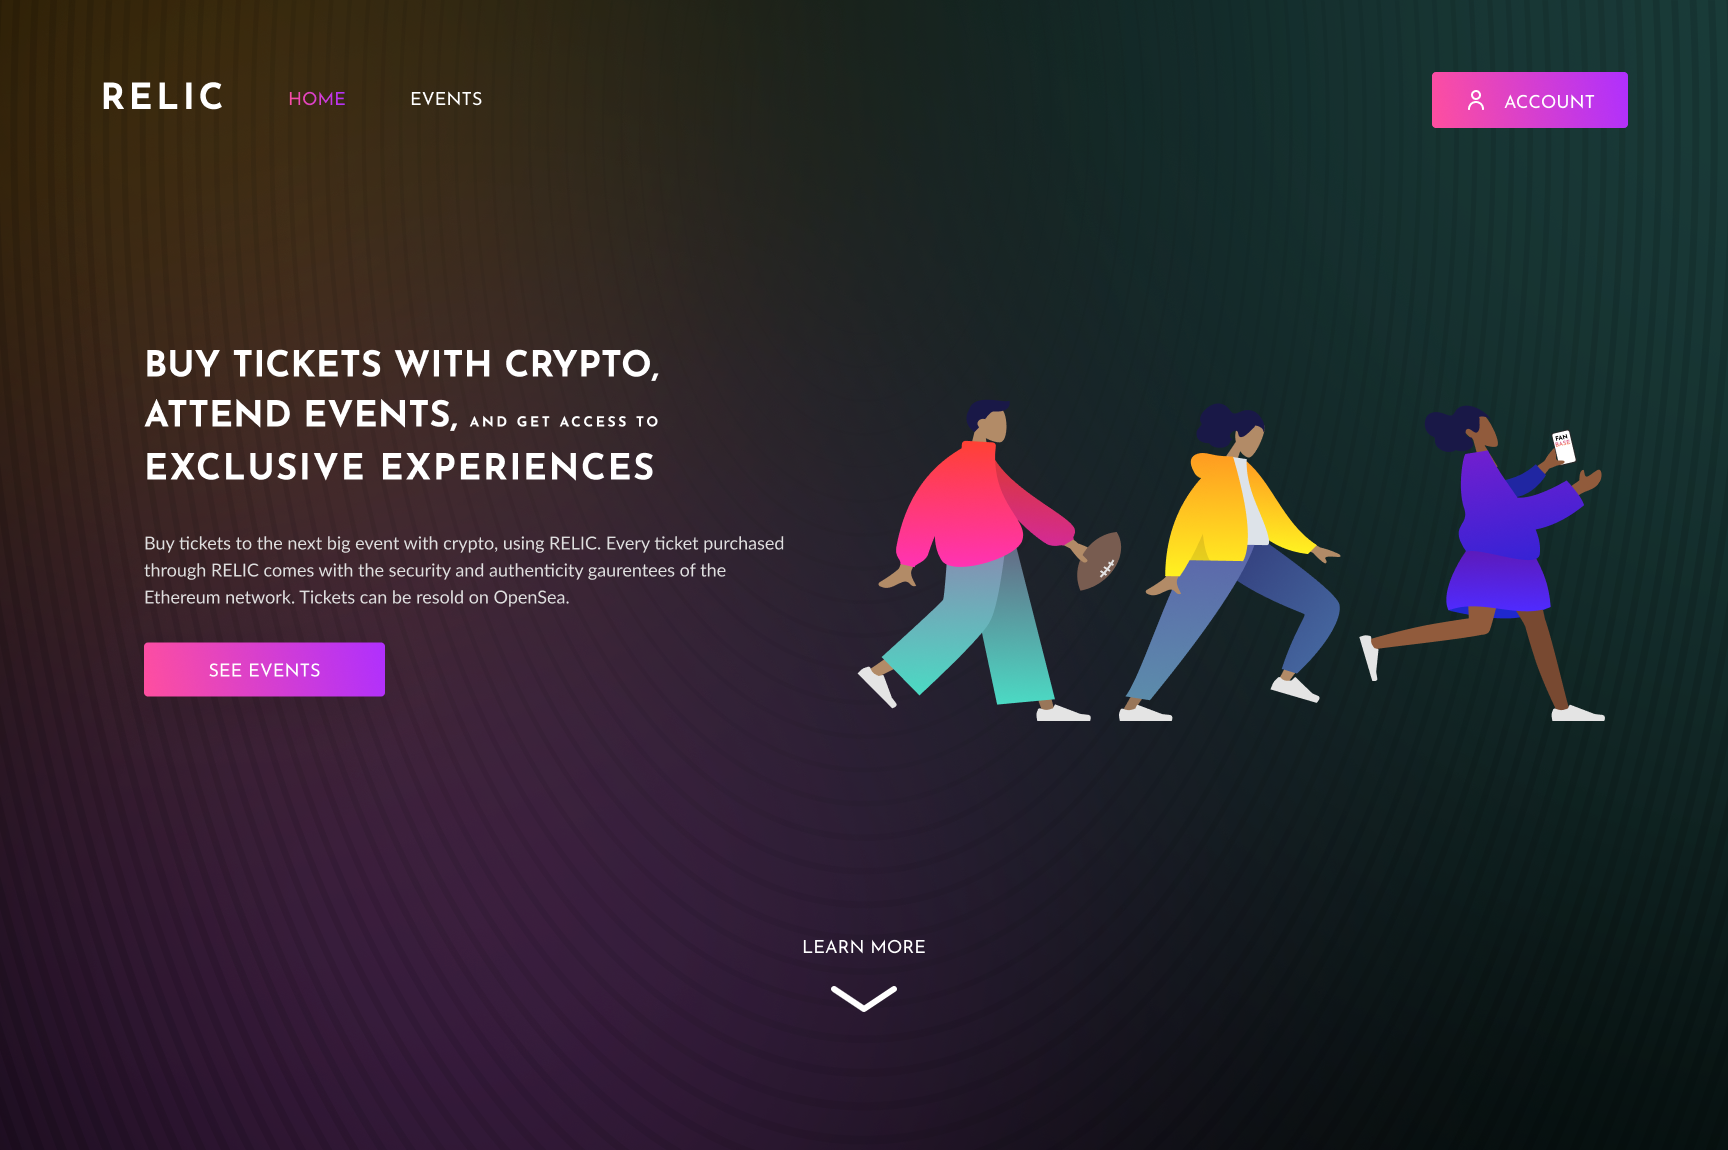 RELIC
HOME
EVENTS
ACCOUNT
BUY TICKETS WITH CRYPTO,
ATTEND EVENTS, AND GET ACCESS TO
EXCLUSIVE EXPERIENCES
Buy tickets to the next big event with crypto, using RELIC. Every ticket purchased
through RELIC comes with the security and authenticity gaurentees of the
Ethereum network. Tickets can be resold on OpenSea.
SEE EVENTS
FAN
BASE
LEARN MORE